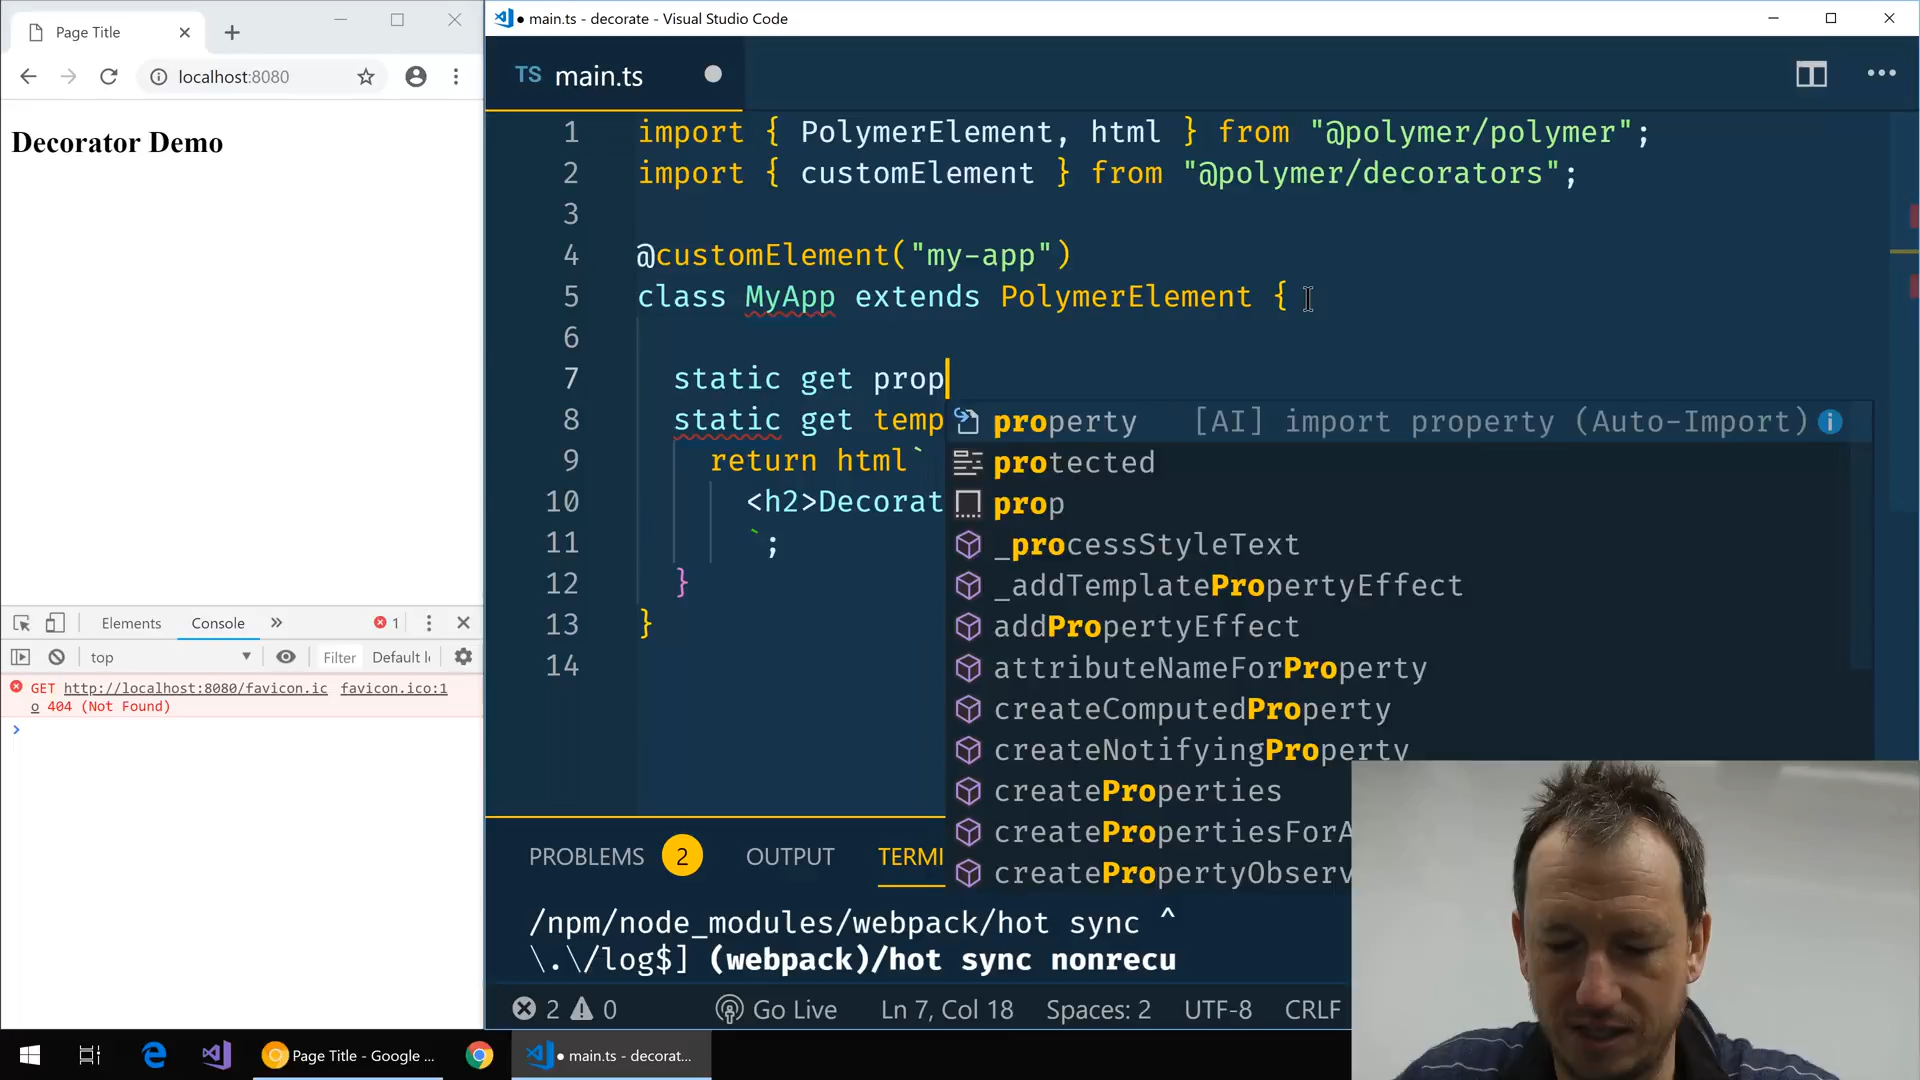 Page Title
localhost:8080
Decorator Demo
Elements
Console
1
top
Filter
Default l
GET http://localhost:8080/favicon.ic favicon.ico:1
o 404 (Not Found)
main.ts - decorate - Visual Studio Code
TS main.ts
1 import { PolymerElement, html } from "@polymer/polymer";
2 import { customElement } from "@polymer/decorators";
3
4 @customElement("my-app")
5 class MyApp extends PolymerElement {
6
7 static get prop
8 static get temp
9 return html`
10 <h2>Decorat
11 `;
12 }
13 }
14
property [AI] import property (Auto-Import)
protected
prop
_processStyleText
_addTemplatePropertyEffect
addPropertyEffect
attributeNameForProperty
createComputedProperty
createNotifyingProperty
createProperties
createPropertiesForA
createPropertyObserv
PROBLEMS 2 OUTPUT TERMI
/npm/node_modules/webpack/hot sync ^
\.\/log$] (webpack)/hot sync nonrecu
2 0 Go Live Ln 7, Col 18 Spaces: 2 UTF-8 CRLF
Page Title - Google ...
main.ts - decorat...